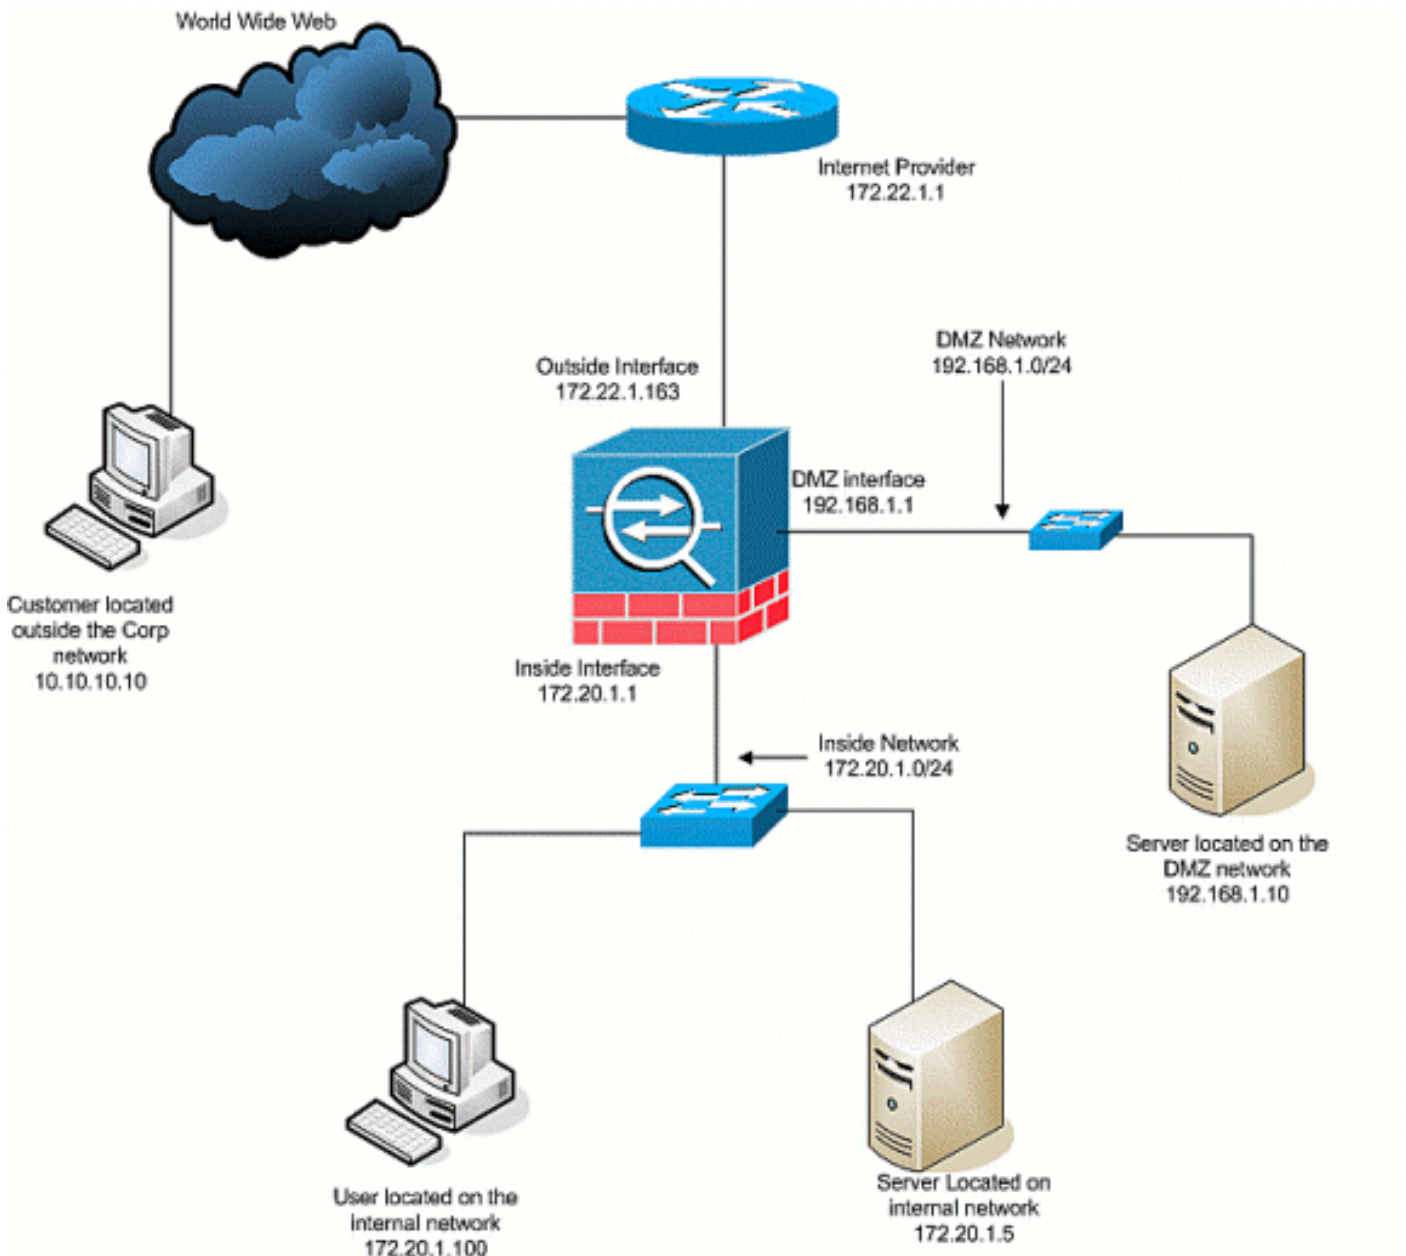 World Wide Web
Internet Provider
172.22.1.1
DMZ Network
192.168.1.0/24
Outside Interface
172.22.1.163
DMZ interface
192.168.1.1
Customer located
outside the Corp
network
10.10.10.10
Inside Interface
172.20.1.1
Inside Network
172.20.1.0/24
Server located on the
DMZ network
192.168.1.10
User located on the
internal network
172.20.1.100
Server Located on
internal network
172.20.1.5